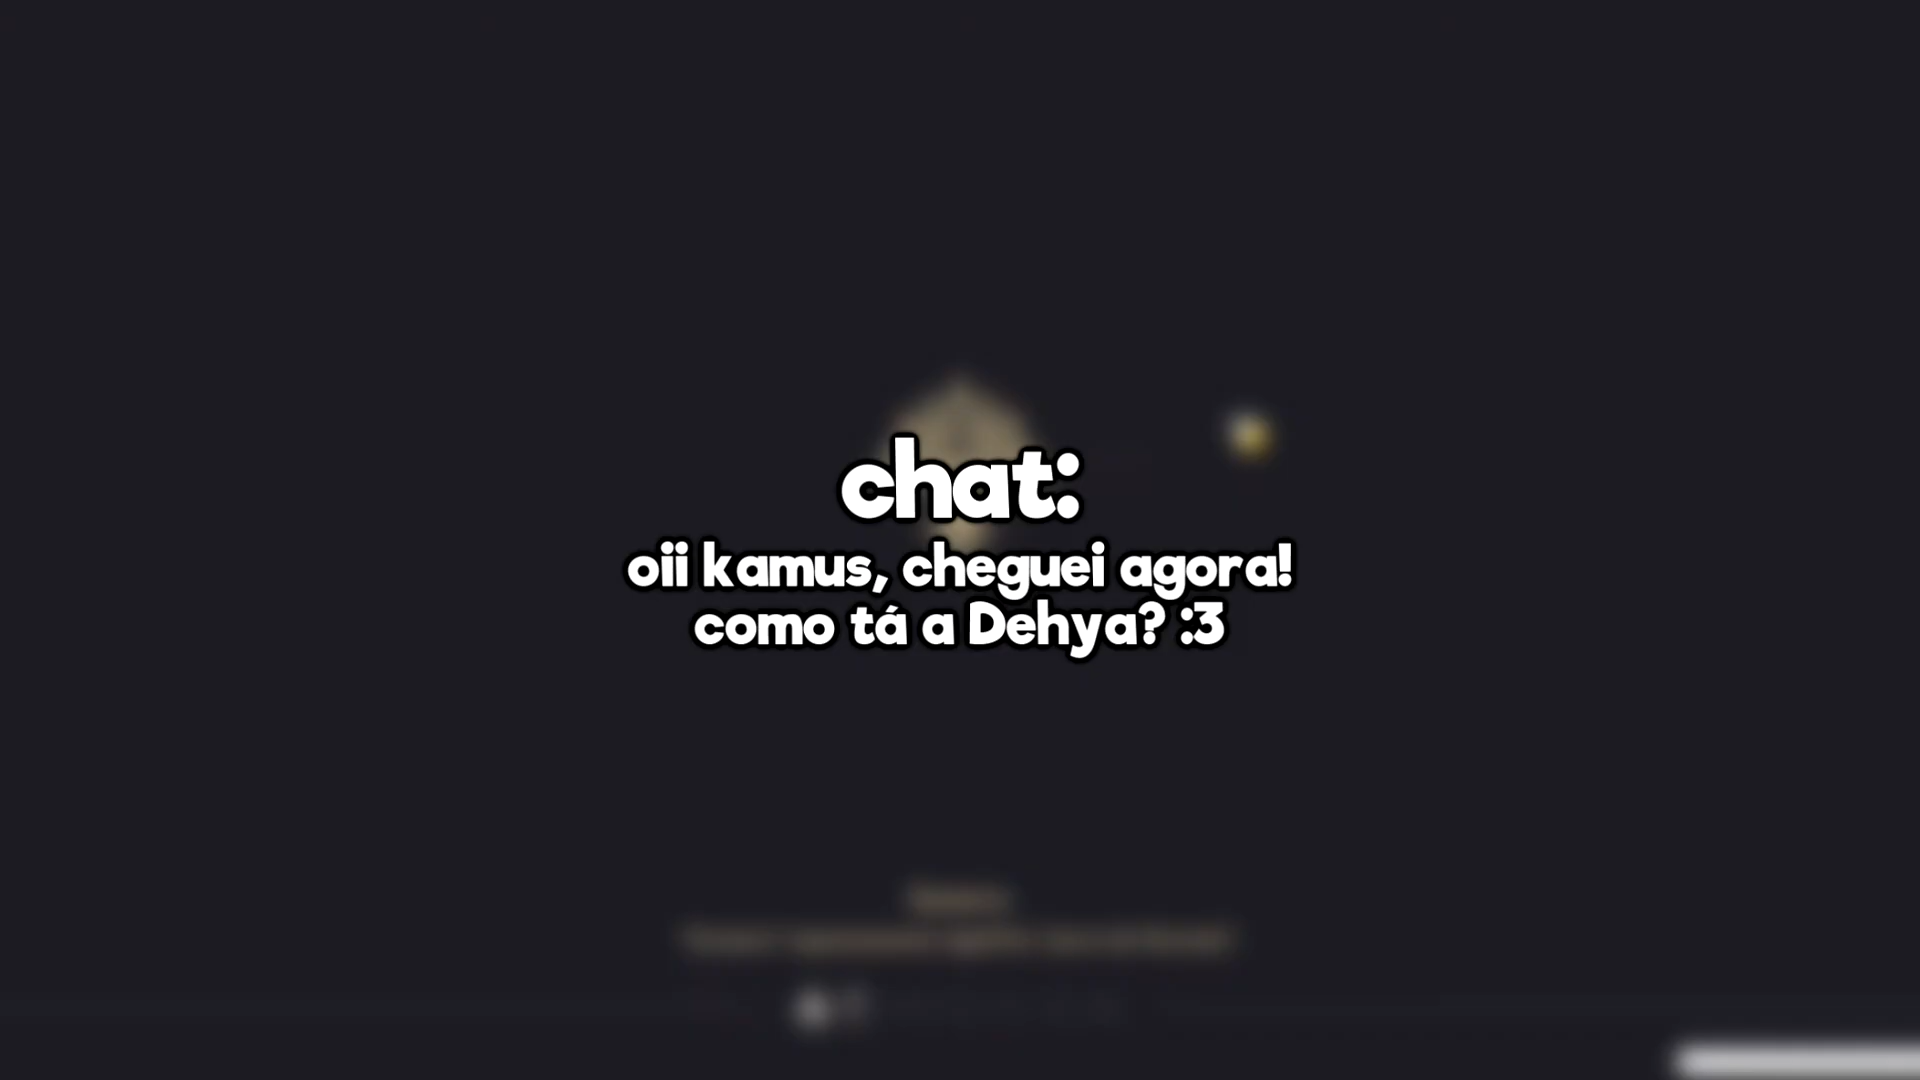 chat:
oii kamus, cheguei agora!
como tá a Dehya? :3